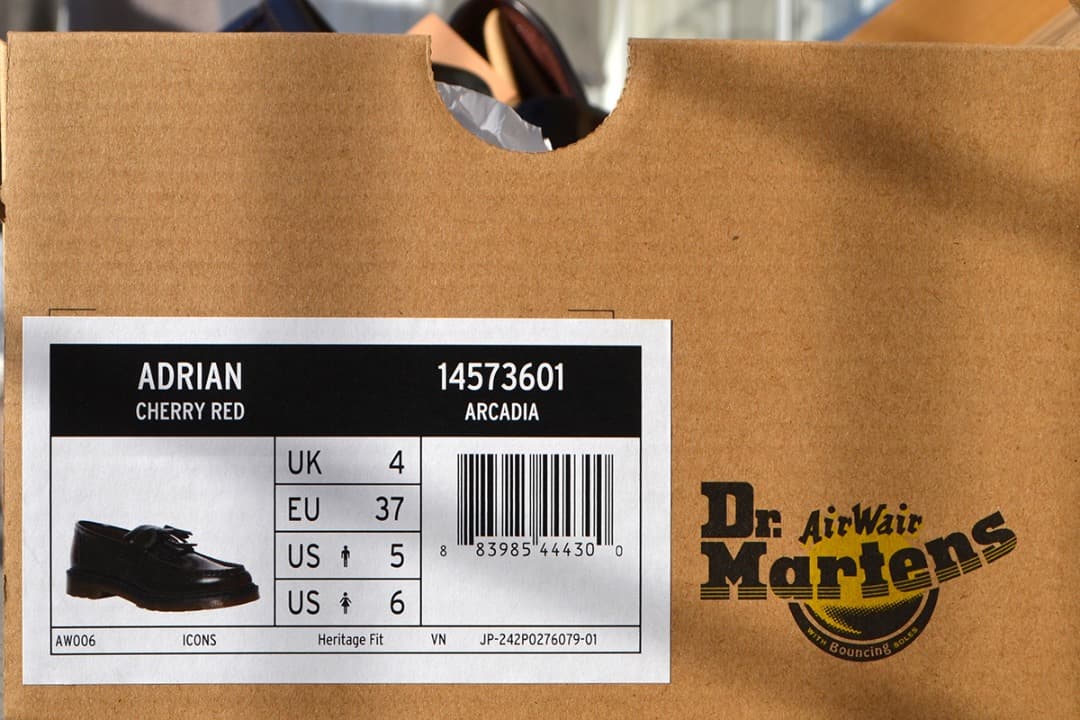 ADRIAN
CHERRY RED
14573601
ARCADIA
UK 4
EU 37
US 5
US 6
8 83985 44430 0
AW006 ICONS Heritage Fit VN JP-242P0276079-01
Dr. AirWair
Martens
WITH Bouncing SOLES